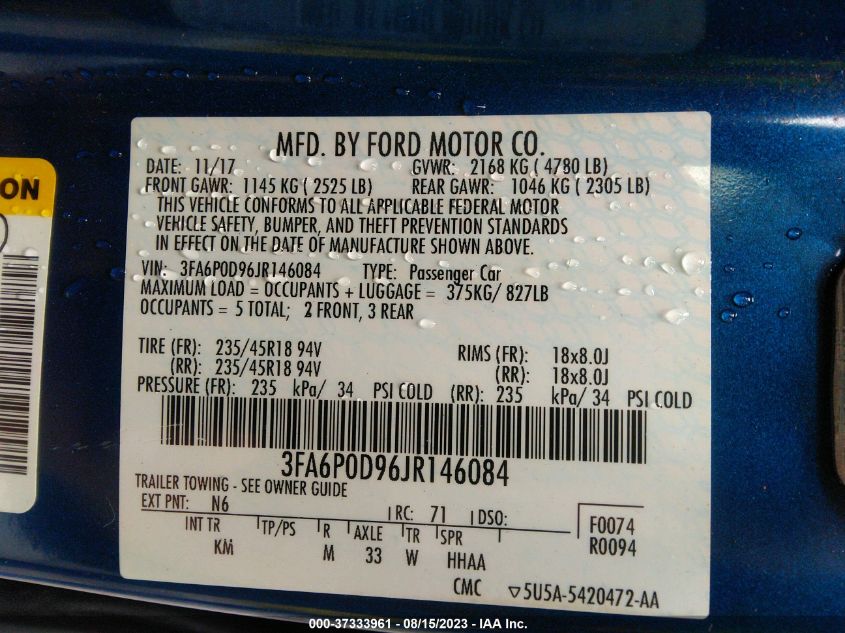 MFD. BY FORD MOTOR CO.
DATE: 11/17 GVWR: 2168 KG ( 4780 LB)
FRONT GAWR: 1145 KG ( 2525 LB) REAR GAWR: 1046 KG ( 2305 LB)
THIS VEHICLE CONFORMS TO ALL APPLICABLE FEDERAL MOTOR
VEHICLE SAFETY, BUMPER, AND THEFT PREVENTION STANDARDS
IN EFFECT ON THE DATE OF MANUFACTURE SHOWN ABOVE.
VIN: 3FA6P0D96JR146084 TYPE: Passenger Car
MAXIMUM LOAD = OCCUPANTS + LUGGAGE = 375KG/ 827LB
OCCUPANTS = 5 TOTAL; 2 FRONT, 3 REAR
TIRE (FR): 235/45R18 94V RIMS (FR): 18x8.0J
(RR): 235/45R18 94V (RR): 18x8.0J
PRESSURE (FR): 235 kPa/ 34 PSI COLD (RR): 235 kPa/ 34 PSI COLD
3FA6P0D96JR146084
TRAILER TOWING - SEE OWNER GUIDE
EXT PNT: N6 RC: 71 DSO: F0074
INT TR TP/PS R AXLE TR SPR R0094
KM M 33 W HHAA
CMC ▽5U5A-5420472-AA
ON
000-37333961 - 08/15/2023 - IAA Inc.